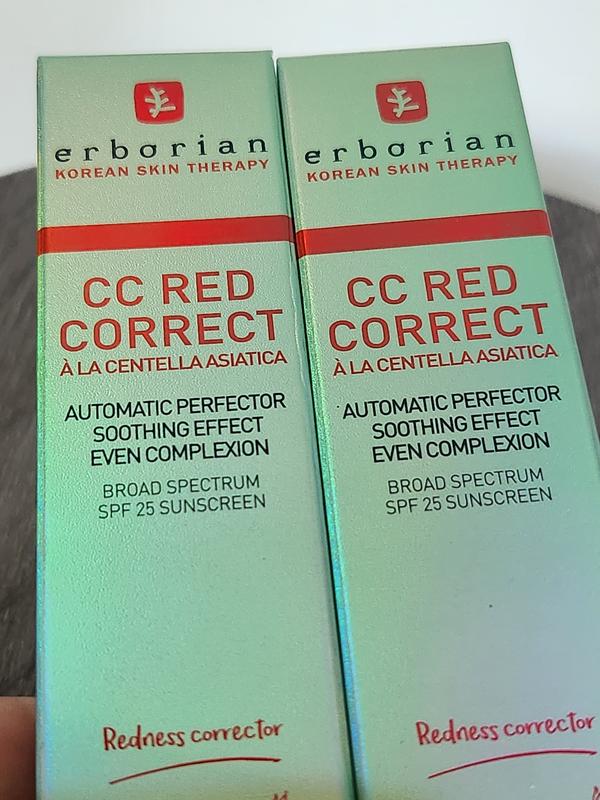 erborian
KOREAN SKIN THERAPY
CC RED
CORRECT
À LA CENTELLA ASIATICA
AUTOMATIC PERFECTOR
SOOTHING EFFECT
EVEN COMPLEXION
BROAD SPECTRUM
SPF 25 SUNSCREEN
Redness corrector
erborian
KOREAN SKIN THERAPY
CC RED
CORRECT
À LA CENTELLA ASIATICA
AUTOMATIC PERFECTOR
SOOTHING EFFECT
EVEN COMPLEXION
BROAD SPECTRUM
SPF 25 SUNSCREEN
Redness corrector